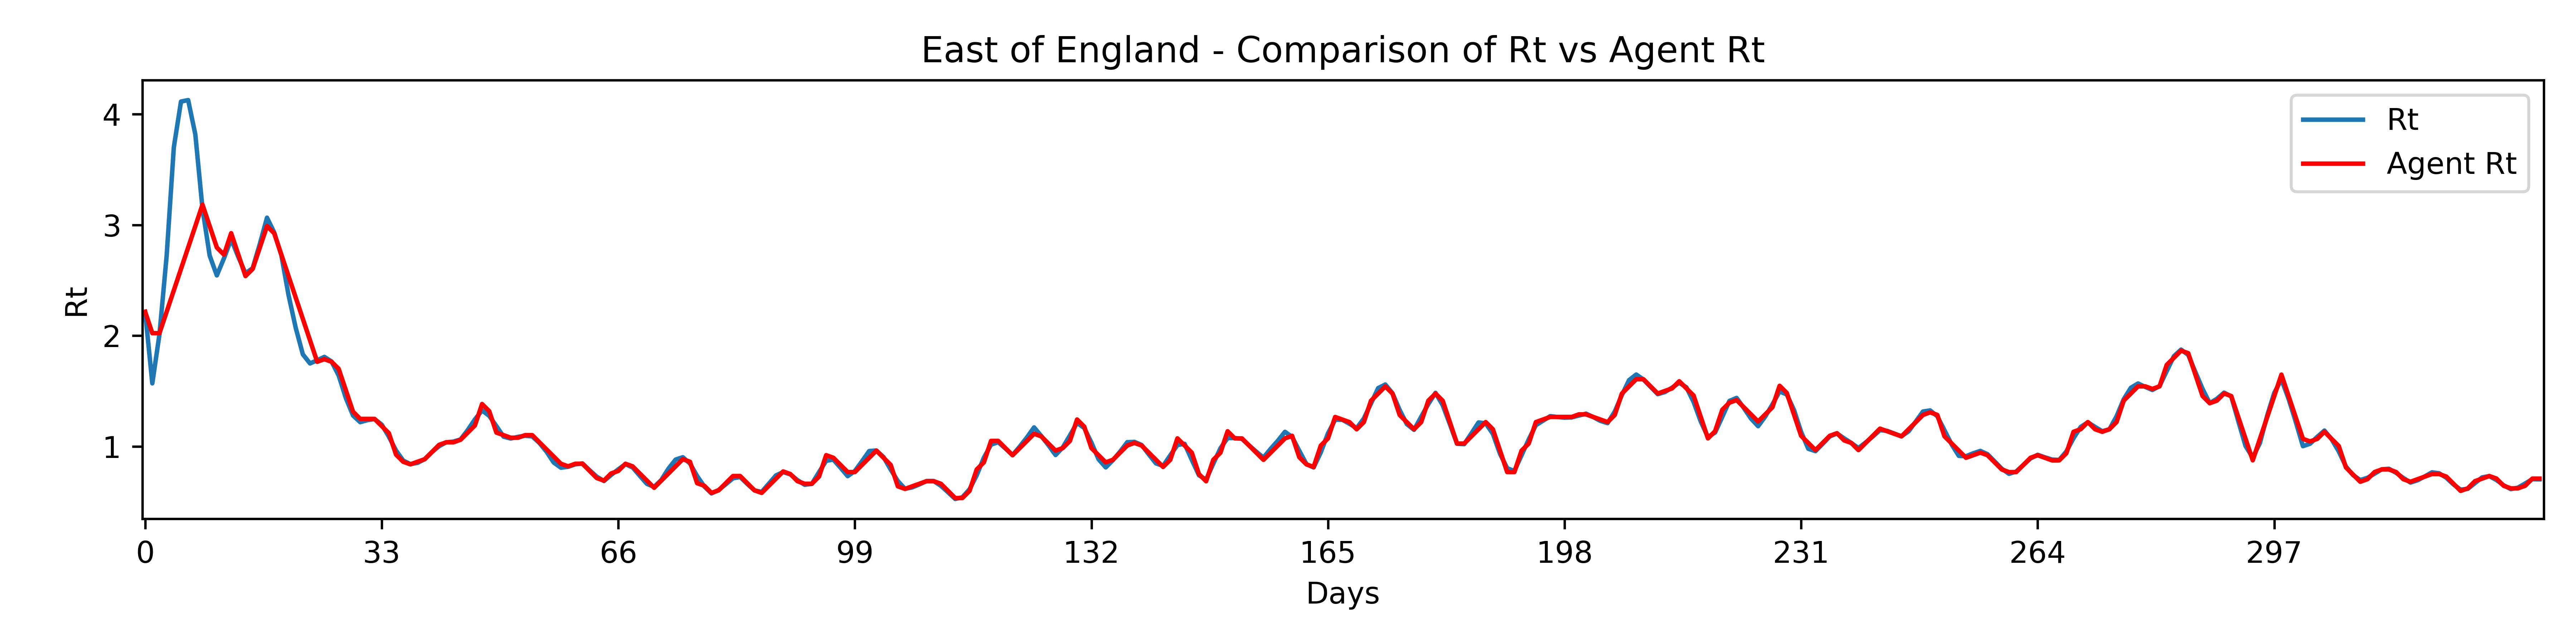 East of England - Comparison of Rt vs Agent Rt
Rt
Agent Rt
Rt
4
3
2
1
0 33 66 99 132 165 198 231 264 297
Days